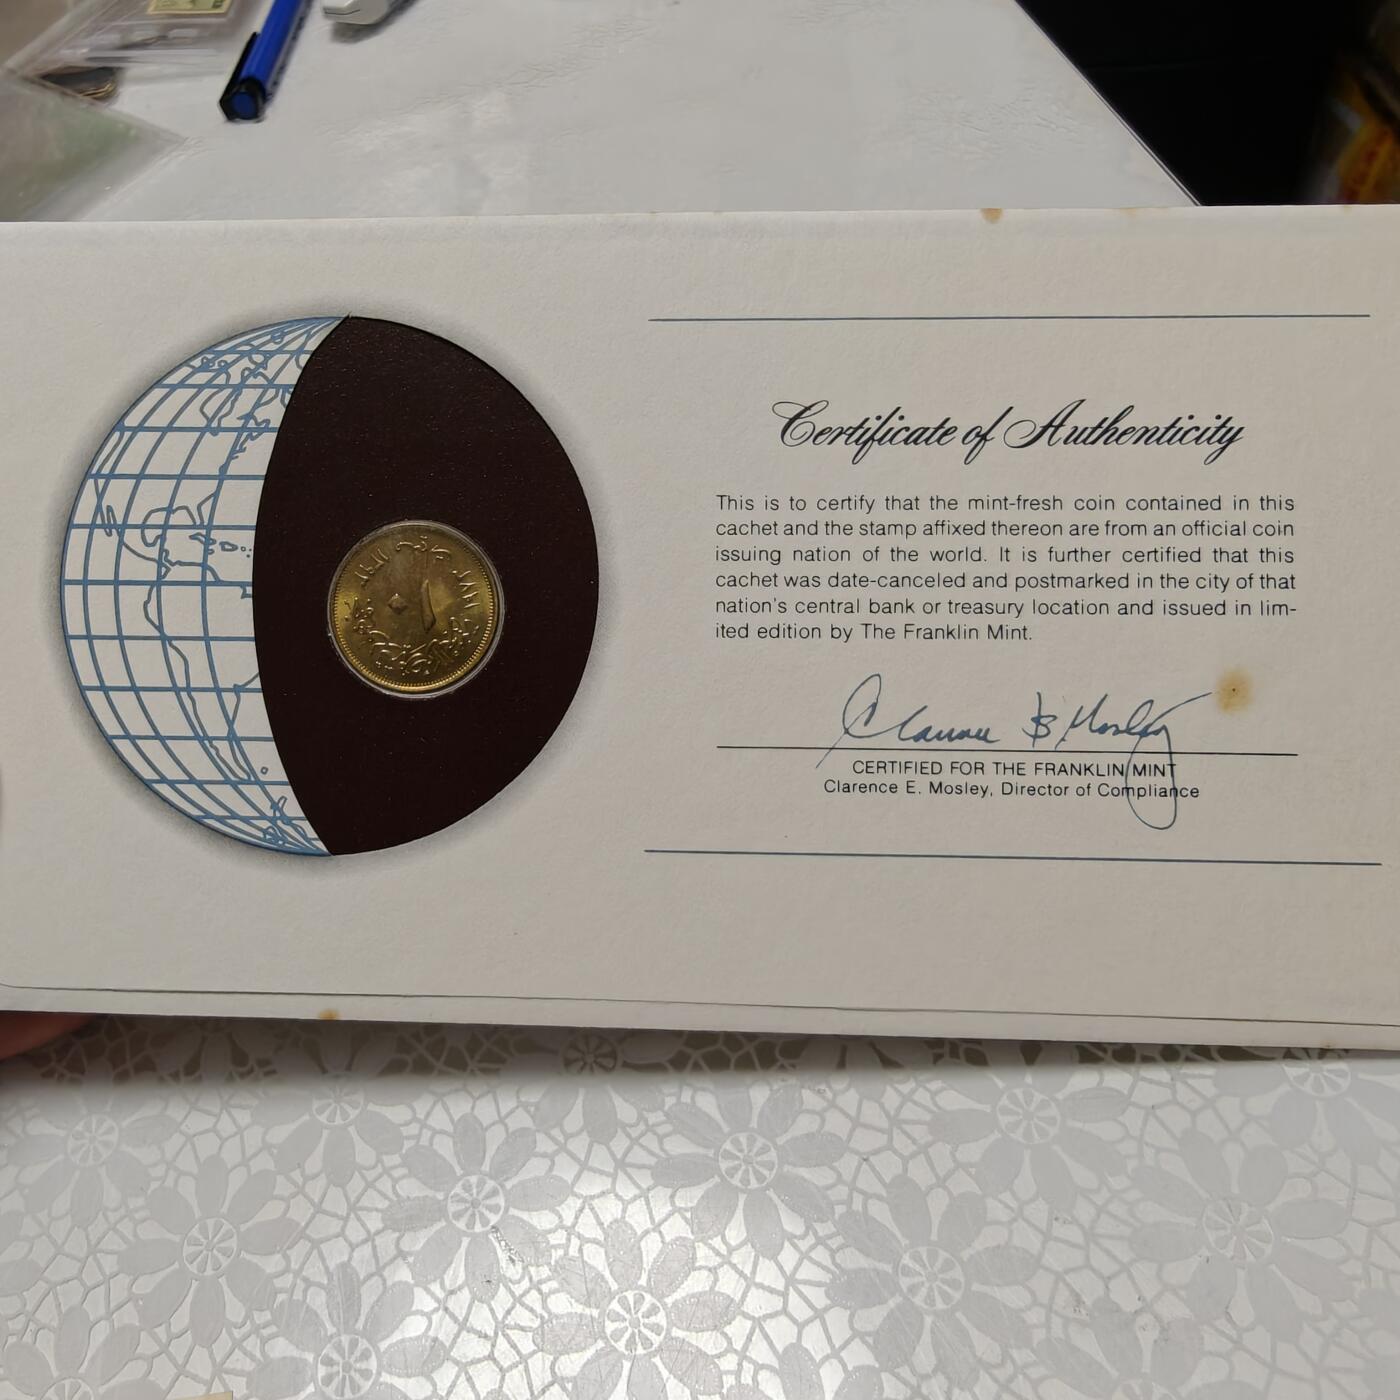 Certificate of Authenticity
This is to certify that the mint-fresh coin contained in this
cachet and the stamp affixed thereon are from an official coin
issuing nation of the world. It is further certified that this
cachet was date-canceled and postmarked in the city of that
nation's central bank or treasury location and issued in lim-
ited edition by The Franklin Mint.
CERTIFIED FOR THE FRANKLIN MINT
Clarence E. Mosley, Director of Compliance